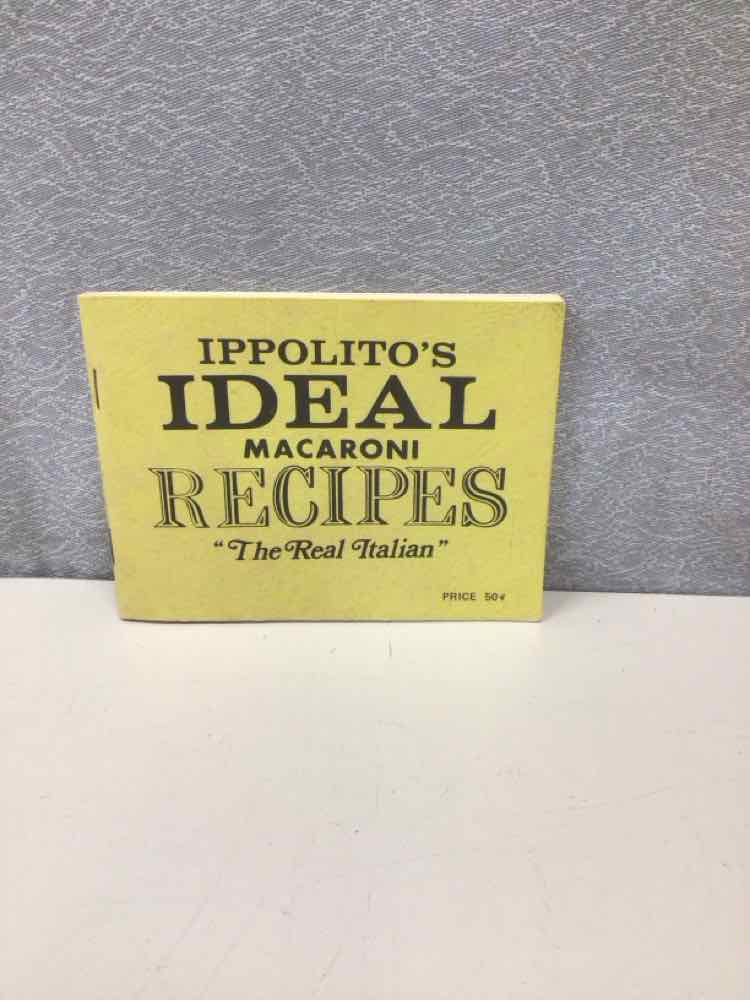 IPPOLITO'S
IDEAL
MACARONI
RECIPES
"The Real Italian"
PRICE 50¢